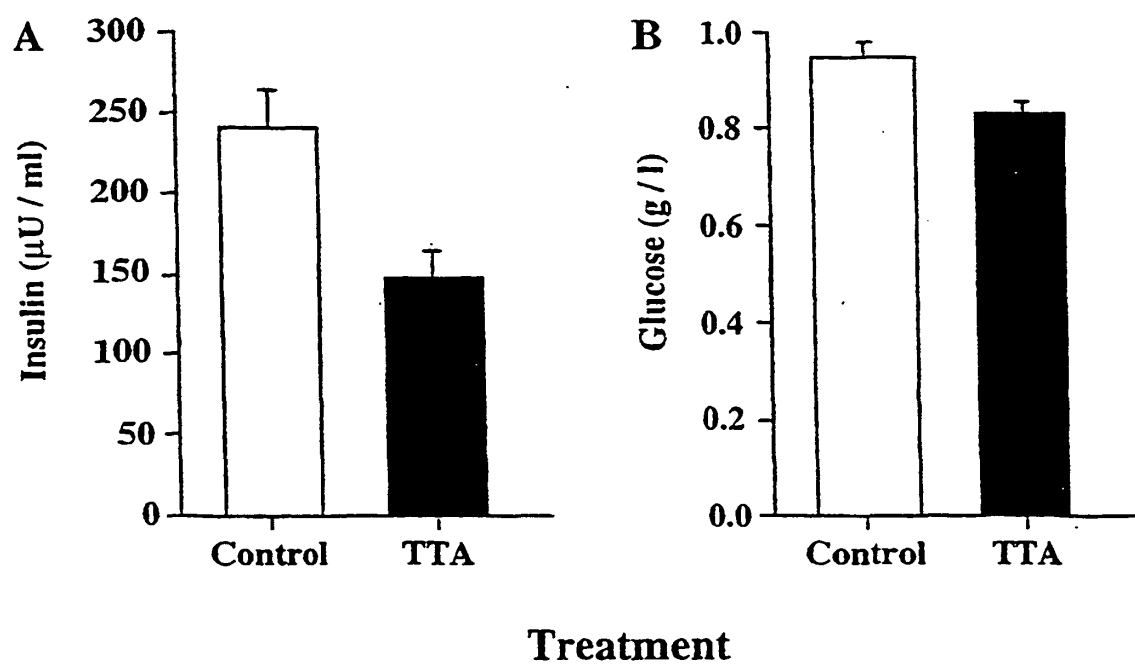 A
Insulin (µU / ml)
300
250
200
150
100
50
0
Control TTA
B
Glucose (g / l)
1.0
0.8
0.6
0.4
0.2
0.0
Control TTA
Treatment